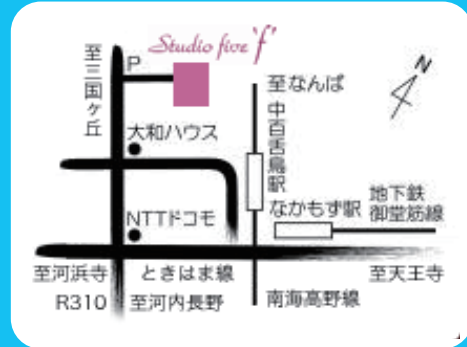 Studio five 'f'
P
N
至三国ヶ丘
至なんば
大和ハウス
中百舌鳥駅
なかもず駅
地下鉄
御堂筋線
NTTドコモ
至河浜寺
ときはま線
至天王寺
R310
至河内長野
南海高野線